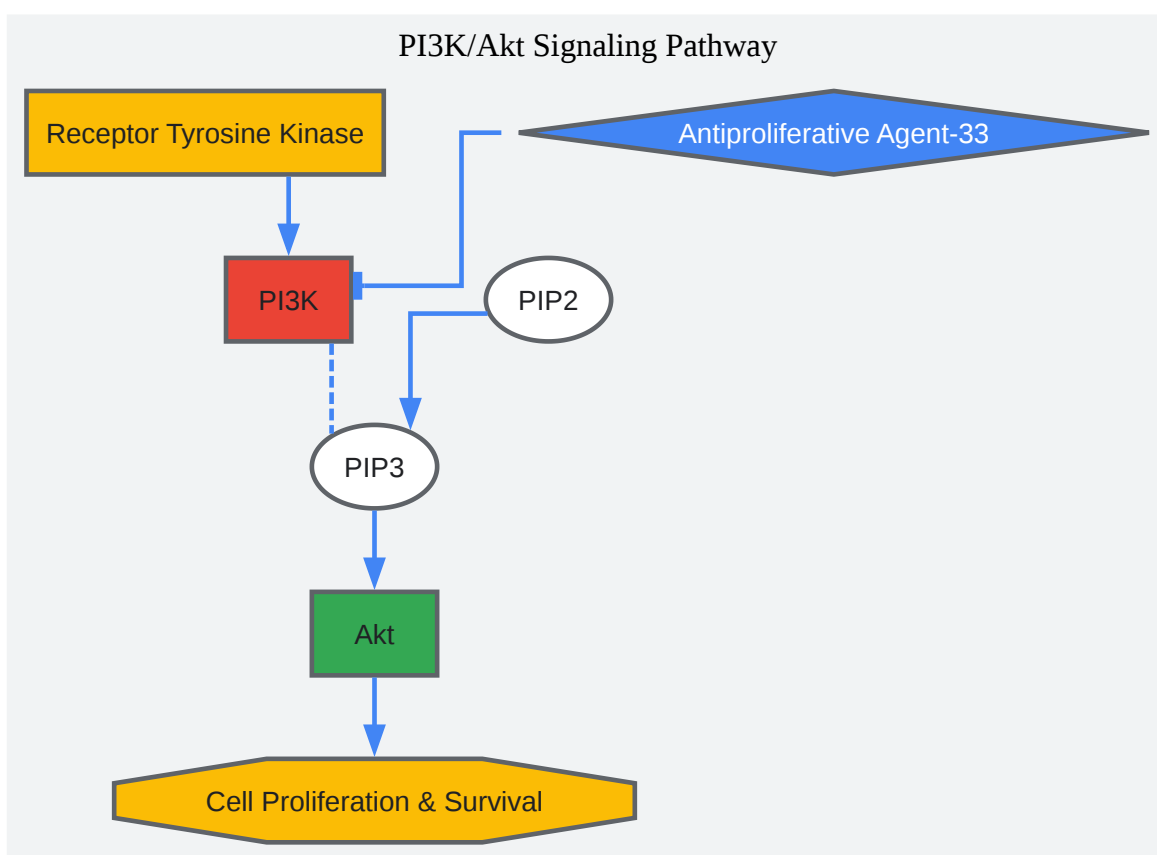 PI3K/Akt Signaling Pathway
Receptor Tyrosine Kinase
Antiproliferative Agent-33
PI3K
PIP2
PIP3
Akt
Cell Proliferation & Survival